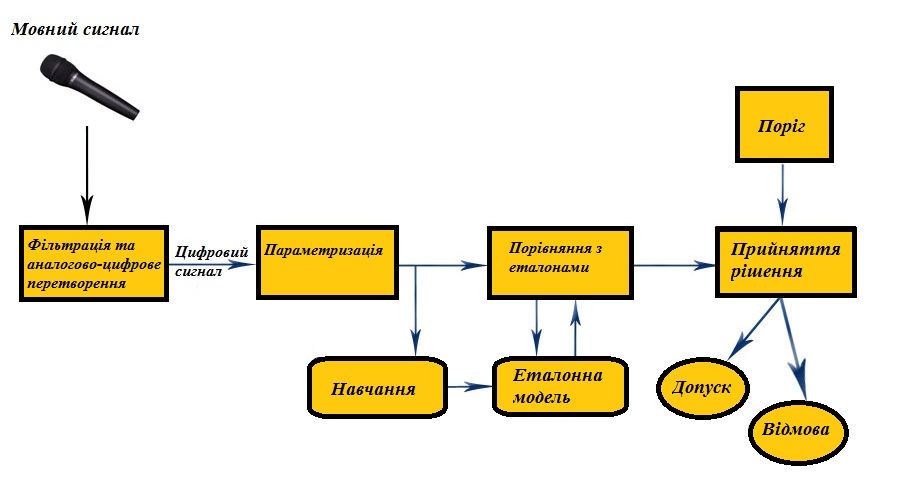 Мовний сигнал
Поріг
Фільтрація та
аналогово-цифрове
перетворення
Цифровий
сигнал
Параметризація
Порівняння з
еталонами
Прийняття
рішення
Навчання
Еталонна
модель
Допуск
Відмова